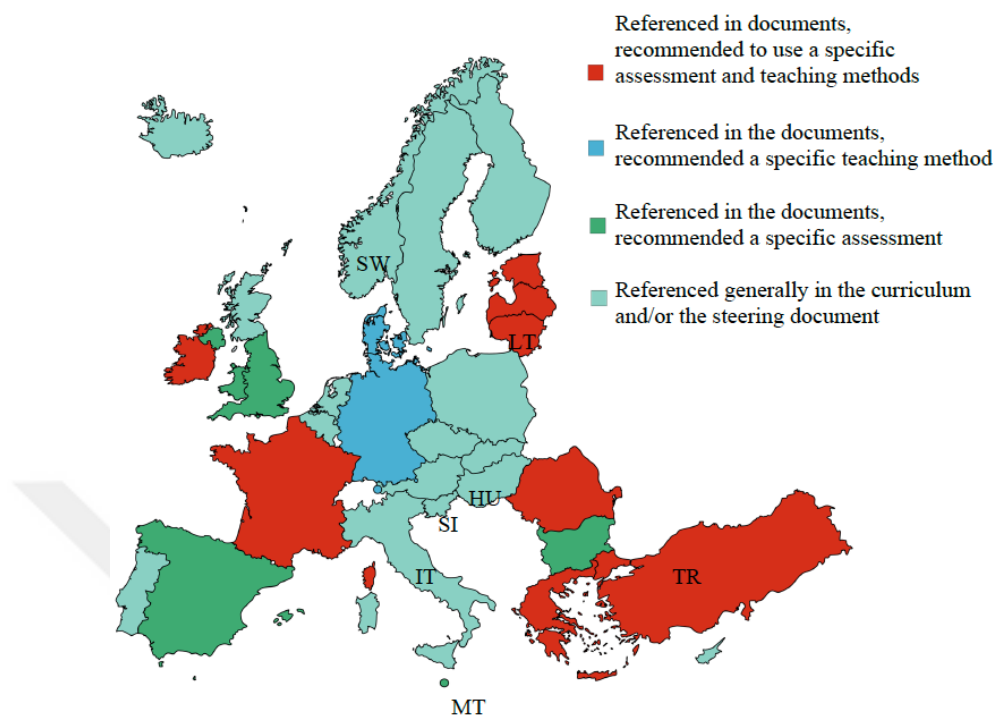 Referenced in documents,
recommended to use a specific
assessment and teaching methods
Referenced in the documents,
recommended a specific teaching method
Referenced in the documents,
recommended a specific assessment
Referenced generally in the curriculum
and/or the steering document
SW
LT
HU
SI
IT
TR
MT